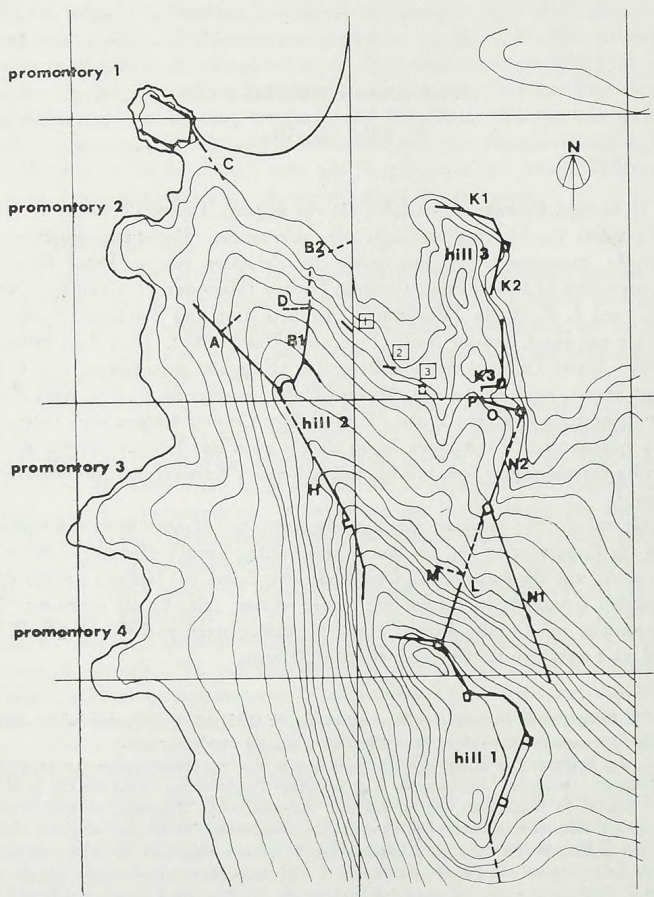 promontory 1
N
C
K1
promontory 2
B2
hill 3
K2
D
1
A
B1
2
3
K3
P
O
hill 2
promontory 3
N2
H
M
L
N1
promontory 4
hill 1